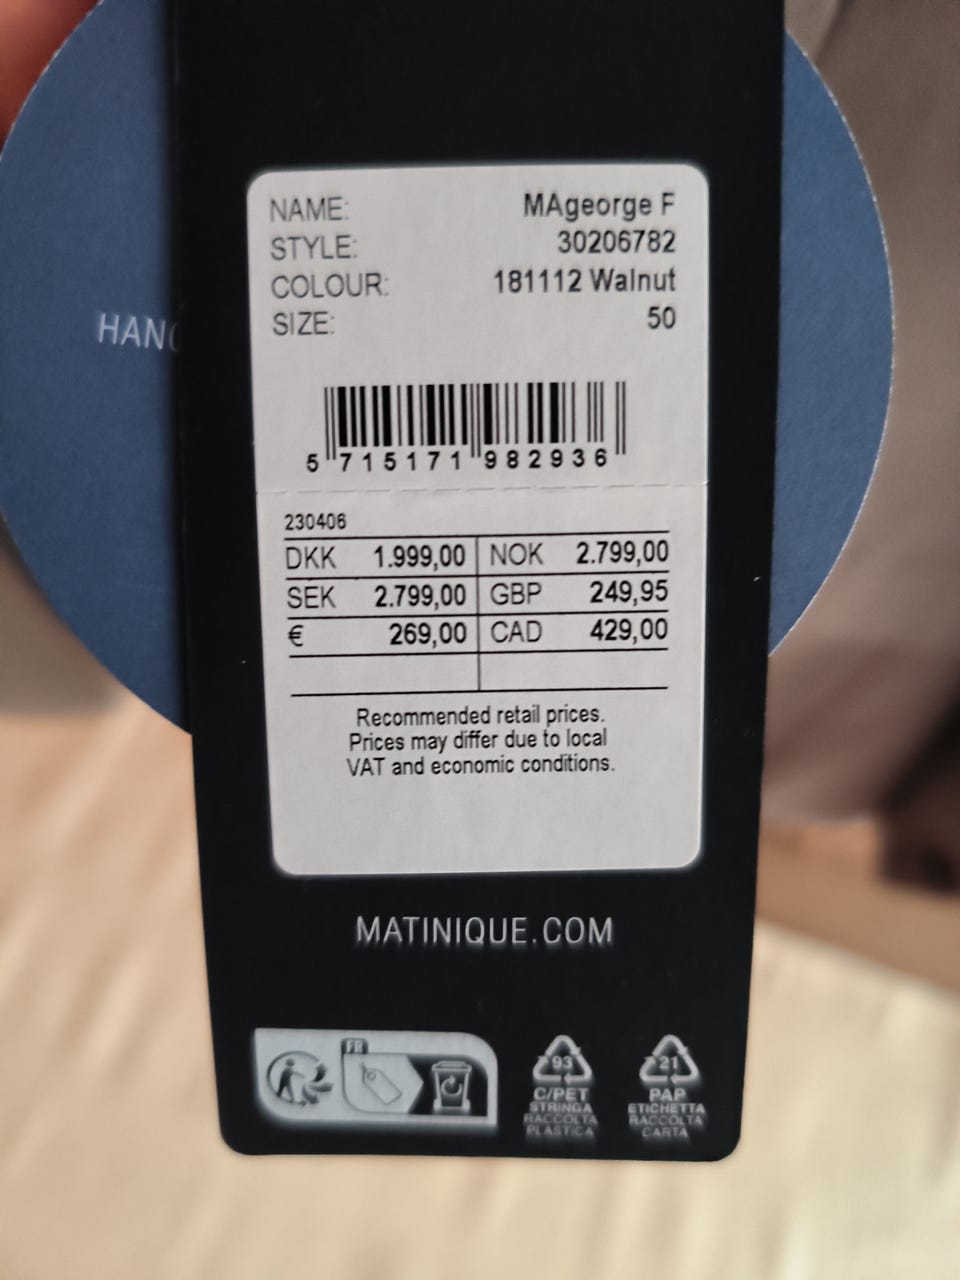 HANG
NAME: MAgeorge F
STYLE: 30206782
COLOUR: 181112 Walnut
SIZE: 50
5 715171 982936
230406
DKK 1.999,00 NOK 2.799,00
SEK 2.799,00 GBP 249,95
€ 269,00 CAD 429,00
Recommended retail prices.
Prices may differ due to local
VAT and economic conditions.
MATINIQUE.COM
FR
93 21
C/PET PAP
STRINGA ETICHETTA
RACCOLTA RACCOLTA
PLASTICA CARTA